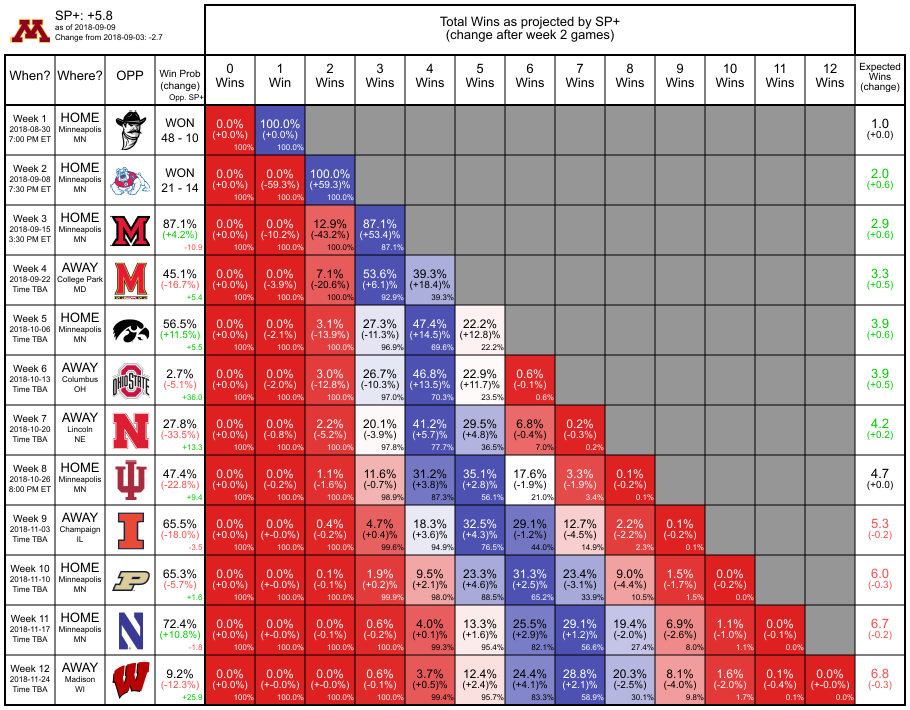 SP+: +5.8
as of 2018-09-09
Change from 2018-09-03: -2.7
Total Wins as projected by SP+
(change after week 2 games)
When? Where? OPP Win Prob (change) Opp. SP+ 0 Wins 1 Win 2 Wins 3 Wins 4 Wins 5 Wins 6 Wins 7 Wins 8 Wins 9 Wins 10 Wins 11 Wins 12 Wins Expected Wins (change)
Week 1 HOME WON 0.0% 100.0% 1.0
2018-08-30 Minneapolis 48 - 10 (+0.0%) (+0.0%) (+0.0)
7:00 PM ET MN 100% 100.0%
Week 2 HOME WON 0.0% 0.0% 100.0% 2.0
2018-09-08 Minneapolis 21 - 14 (+0.0%) (-59.3%) (+59.3)% (+0.6)
7:30 PM ET MN 100% 100.0% 100.0%
Week 3 HOME M 87.1% 0.0% 0.0% 12.9% 87.1% 2.9
2018-09-15 Minneapolis (+4.2%) (+0.0%) (-10.2%) (-43.2%) (+53.4)% (+0.6)
3:30 PM ET MN -10.9 100% 100.0% 100.0% 87.1%
Week 4 AWAY M 45.1% 0.0% 0.0% 7.1% 53.6% 39.3% 3.3
2018-09-22 College Park (-16.7%) (+0.0%) (-3.9%) (-20.6%) (+6.1)% (+18.4)% (+0.5)
Time TBA MD +5.4 100% 100.0% 100.0% 92.9% 39.3%
Week 5 HOME 56.5% 0.0% 0.0% 3.1% 27.3% 47.4% 22.2% 3.9
2018-10-06 Minneapolis (+11.5%) (+0.0%) (-2.1%) (-13.9%) (-11.3%) (+14.5)% (+12.8)% (+0.6)
Time TBA MN +5.5 100% 100.0% 100.0% 96.9% 69.6% 22.2%
Week 6 AWAY OHIO STATE 2.7% 0.0% 0.0% 3.0% 26.7% 46.8% 22.9% 0.6% 3.9
2018-10-13 Columbus (-5.1%) (+0.0%) (-2.0%) (-12.8%) (-10.3%) (+13.5)% (+11.7)% (-0.1%) (+0.5)
Time TBA OH +36.0 100% 100.0% 100.0% 97.0% 70.3% 23.5% 0.6%
Week 7 AWAY N 27.8% 0.0% 0.0% 2.2% 20.1% 41.2% 29.5% 6.8% 0.2% 4.2
2018-10-20 Lincoln (-33.5%) (+0.0%) (-0.8%) (-5.2%) (-3.9%) (+5.7)% (+4.8)% (-0.4%) (-0.3%) (+0.2)
Time TBA NE +13.3 100% 100.0% 100.0% 97.8% 77.7% 36.5% 7.0% 0.2%
Week 8 HOME 47.4% 0.0% 0.0% 1.1% 11.6% 31.2% 35.1% 17.6% 3.3% 0.1% 4.7
2018-10-26 Minneapolis (-22.8%) (+0.0%) (-0.2%) (-1.6%) (-0.7%) (+3.8)% (+2.8)% (-1.9%) (-1.9%) (-0.2%) (+0.0)
8:00 PM ET MN +9.4 100% 100.0% 100.0% 98.9% 87.3% 56.1% 21.0% 3.4% 0.1%
Week 9 AWAY I 65.5% 0.0% 0.0% 0.4% 4.7% 18.3% 32.5% 29.1% 12.7% 2.2% 0.1% 5.3
2018-11-03 Champaign (-18.0%) (+0.0%) (-0.0%) (-0.2%) (+0.4)% (+3.6)% (+4.3)% (-1.2%) (-4.5%) (-2.2%) (-0.2%) (-0.2)
Time TBA IL -3.5 100% 100.0% 100.0% 99.6% 94.9% 76.5% 44.0% 14.9% 2.3% 0.1%
Week 10 HOME P 65.3% 0.0% 0.0% 0.1% 1.9% 9.5% 23.3% 31.3% 23.4% 9.0% 1.5% 0.0% 6.0
2018-11-10 Minneapolis (-5.7%) (+0.0%) (+-0.0%) (-0.1%) (+0.2)% (+2.1)% (+4.6)% (+2.5)% (-3.1%) (-4.4%) (-1.7%) (-0.2%) (-0.3)
Time TBA MN +1.6 100% 100.0% 100.0% 99.9% 98.0% 88.5% 65.2% 33.9% 10.5% 1.5% 0.0%
Week 11 HOME N 72.4% 0.0% 0.0% 0.0% 0.6% 4.0% 13.3% 25.5% 29.1% 19.4% 6.9% 1.1% 0.0% 6.7
2018-11-17 Minneapolis (+10.8%) (+0.0%) (+-0.0%) (-0.1%) (-0.2%) (+0.1)% (+1.6)% (+2.9)% (+1.2)% (-2.0%) (-2.6%) (-1.0%) (-0.1%) (-0.2)
Time TBA MN -1.8 100% 100.0% 100.0% 100.0% 99.3% 95.4% 82.1% 56.6% 27.4% 8.0% 1.1% 0.0%
Week 12 AWAY W 9.2% 0.0% 0.0% 0.0% 0.6% 3.7% 12.4% 24.4% 28.8% 20.3% 8.1% 1.6% 0.1% 0.0% 6.8
2018-11-24 Madison (-12.3%) (+0.0%) (+-0.0%) (+-0.0%) (-0.1%) (+0.5)% (+2.4)% (+4.1)% (+2.1)% (-2.5%) (-4.0%) (-2.0%) (-0.4%) (+-0.0%) (-0.3)
Time TBA WI +25.9 100% 100.0% 100.0% 100.0% 99.4% 95.7% 83.3% 58.9% 30.1% 9.8% 1.7% 0.1% 0.0%